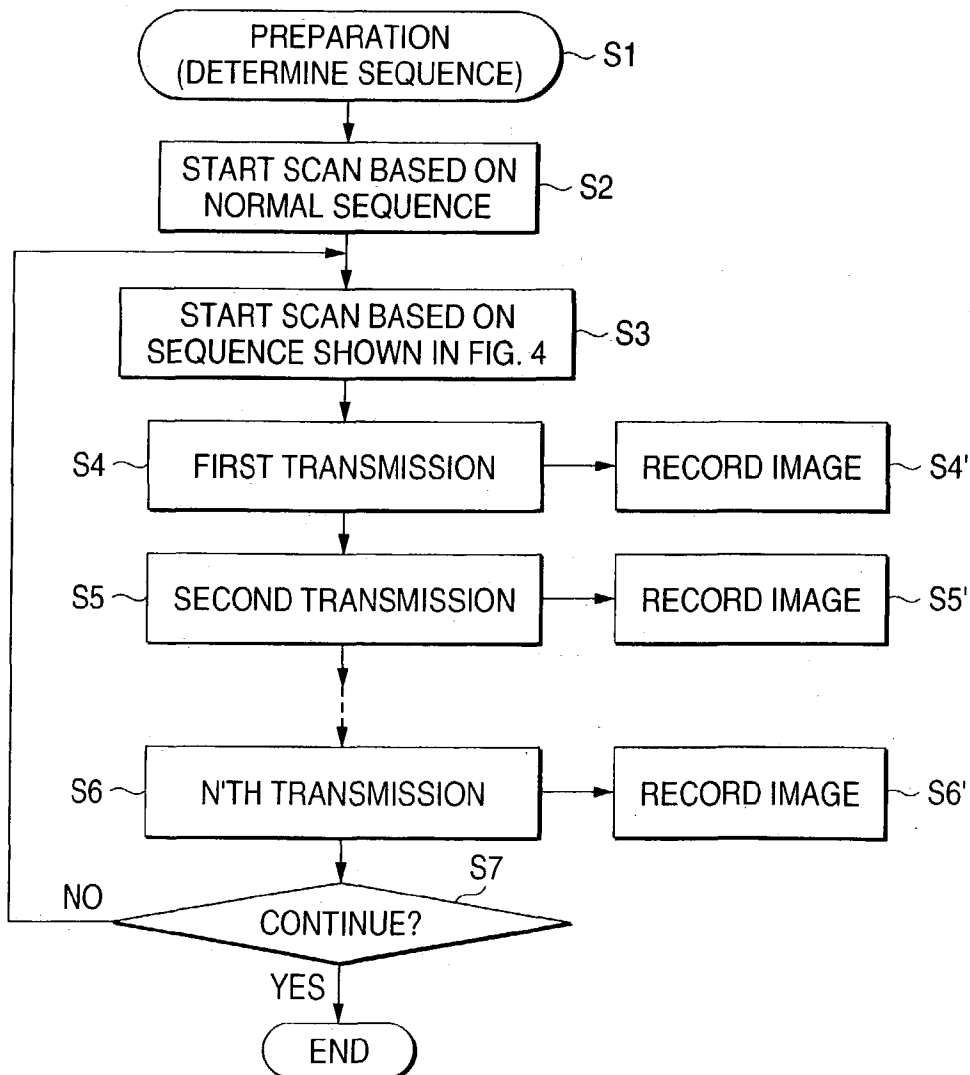 PREPARATION
(DETERMINE SEQUENCE)
S1
START SCAN BASED ON
NORMAL SEQUENCE
S2
START SCAN BASED ON
SEQUENCE SHOWN IN FIG. 4
S3
S4
FIRST TRANSMISSION
RECORD IMAGE
S4'
S5
SECOND TRANSMISSION
RECORD IMAGE
S5'
S6
N'TH TRANSMISSION
RECORD IMAGE
S6'
S7
NO
CONTINUE?
YES
END